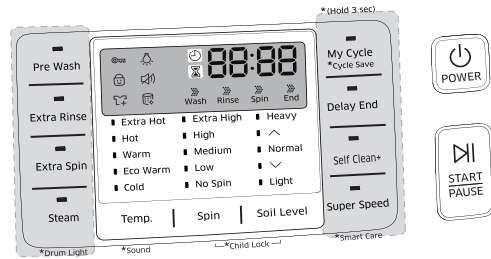 *(Hold 3 sec)
Pre Wash
Extra Rinse
Extra Spin
Steam
*Drum Light
88:88
Wash Rinse Spin End
Extra Hot
Hot
Warm
Eco Warm
Cold
Extra High
High
Medium
Low
No Spin
Heavy
Normal
Light
Temp.
Spin
Soil Level
*Sound
*Child Lock
My Cycle
*Cycle Save
Delay End
Self Clean+
Super Speed
*Smart Care
POWER
START
PAUSE